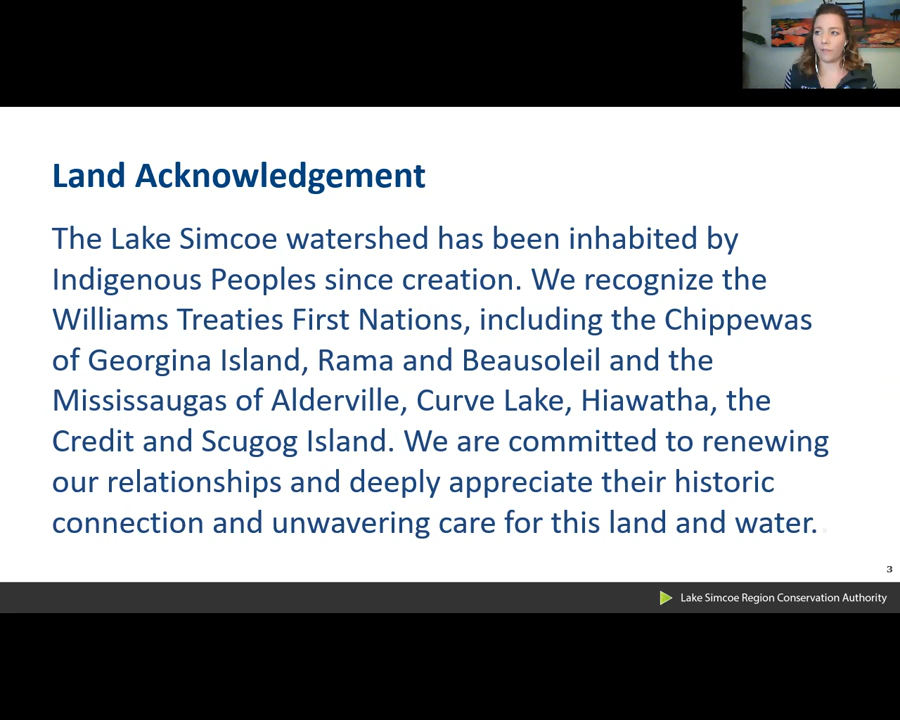 Land Acknowledgement
The Lake Simcoe watershed has been inhabited by
Indigenous Peoples since creation. We recognize the
Williams Treaties First Nations, including the Chippewas
of Georgina Island, Rama and Beausoleil and the
Mississaugas of Alderville, Curve Lake, Hiawatha, the
Credit and Scugog Island. We are committed to renewing
our relationships and deeply appreciate their historic
connection and unwavering care for this land and water.
3
Lake Simcoe Region Conservation Authority